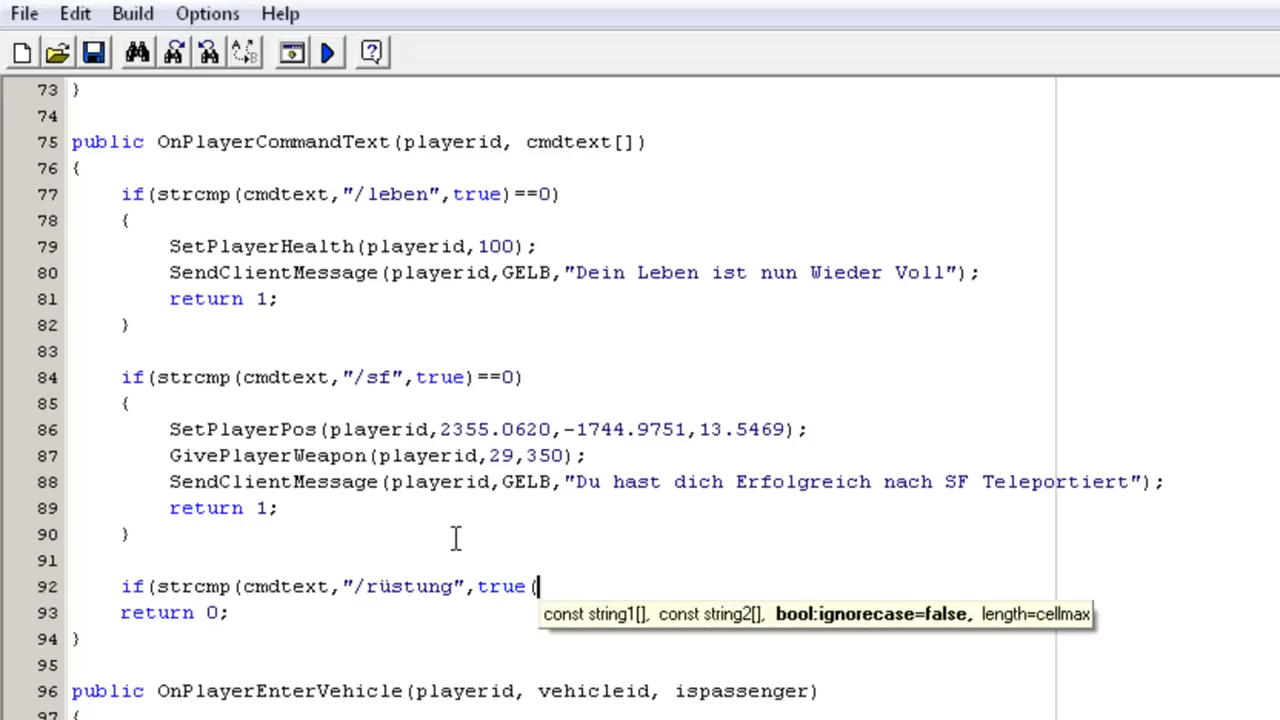 File Edit Build Options Help
73 }
74
75 public OnPlayerCommandText(playerid, cmdtext[])
76 {
77 if(strcmp(cmdtext,"/leben",true)==0)
78 {
79 SetPlayerHealth(playerid,100);
80 SendClientMessage(playerid,GELB,"Dein Leben ist nun Wieder Voll");
81 return 1;
82 }
83
84 if(strcmp(cmdtext,"/sf",true)==0)
85 {
86 SetPlayerPos(playerid,2355.0620,-1744.9751,13.5469);
87 GivePlayerWeapon(playerid,29,350);
88 SendClientMessage(playerid,GELB,"Du hast dich Erfolgreich nach SF Teleportiert");
89 return 1;
90 }
91
92 if(strcmp(cmdtext,"/rüstung",true(
const string1[], const string2[], bool:ignorecase=false, length=cellmax
93 return 0;
94 }
95
96 public OnPlayerEnterVehicle(playerid, vehicleid, ispassenger)
97 {